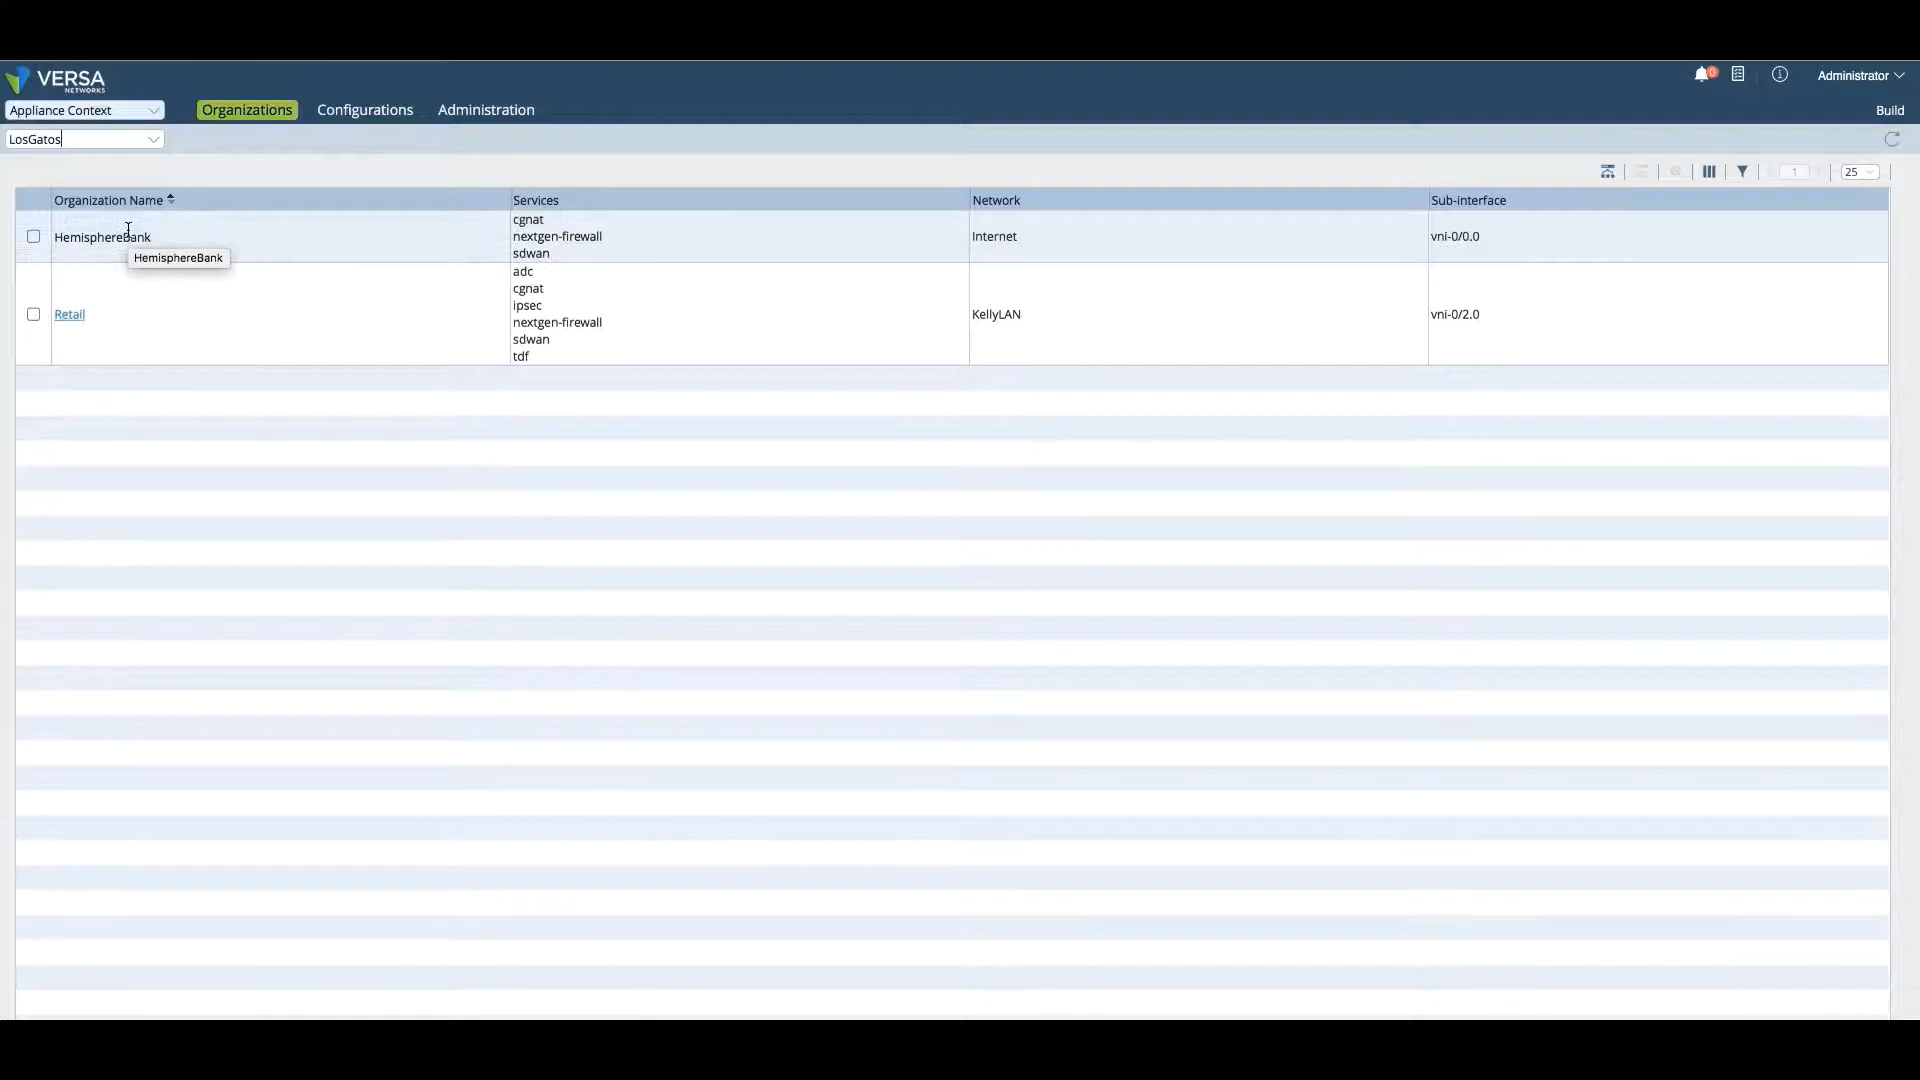 VERSA
NETWORKS
0
Administrator
Appliance Context
Organizations
Configurations
Administration
Build
LosGatos
1
25
Organization Name
Services
Network
Sub-interface
HemisphereBank
cgnat
nextgen-firewall
sdwan
Internet
vni-0/0.0
HemisphereBank
Retail
adc
cgnat
ipsec
nextgen-firewall
sdwan
tdf
KellyLAN
vni-0/2.0